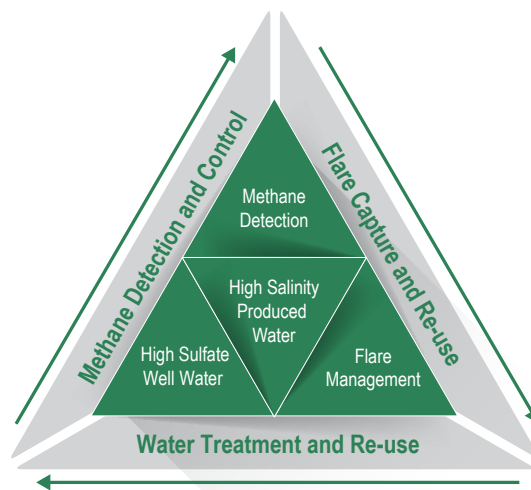 Methane Detection and Control
Flare Capture and Re-use
Methane
Detection
High Salinity
Produced
Water
High Sulfate
Well Water
Flare
Management
Water Treatment and Re-use